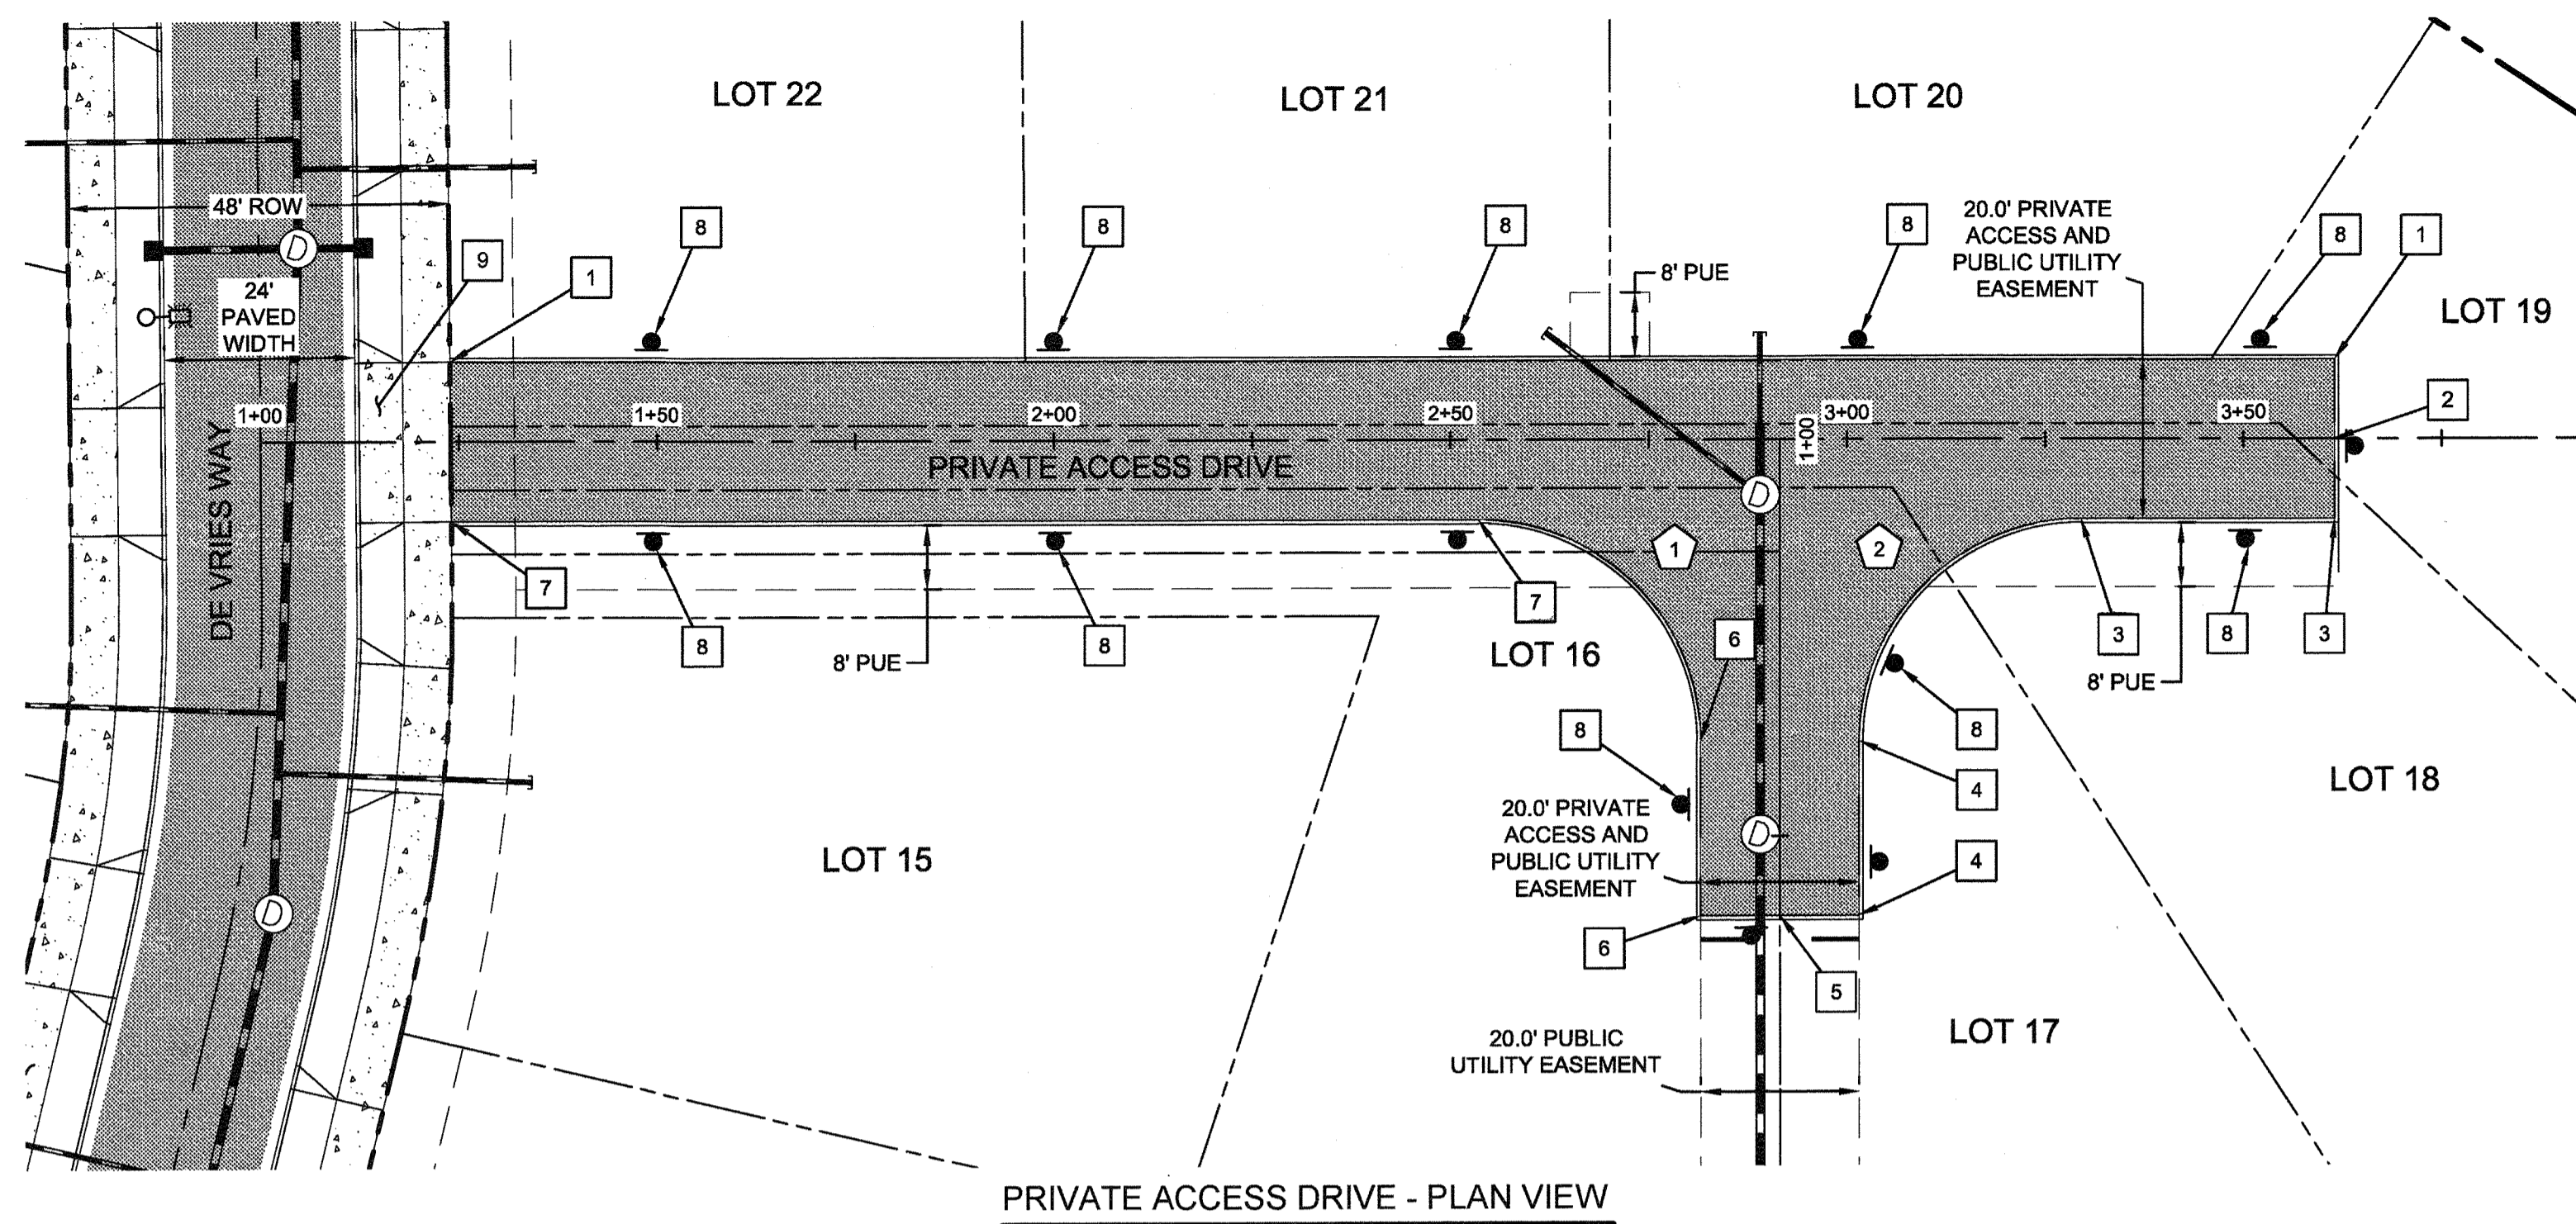 LOT 22
LOT 21
LOT 20
48' ROW
8
8
8
8
20.0' PRIVATE
ACCESS AND
PUBLIC UTILITY
EASEMENT
8
1
D
9
1
8' PUE
LOT 19
24'
PAVED
WIDTH
1+00
1+50
2+00
2+50
3+00
3+50
2
1+00
DE VRIES WAY
PRIVATE ACCESS DRIVE
D
1
2
7
7
8
8
8' PUE
LOT 16
6
3
8
3
8' PUE
8
8
LOT 18
4
20.0' PRIVATE
ACCESS AND
PUBLIC UTILITY
EASEMENT
D
LOT 15
4
D
6
5
20.0' PUBLIC
UTILITY EASEMENT
LOT 17
PRIVATE ACCESS DRIVE - PLAN VIEW